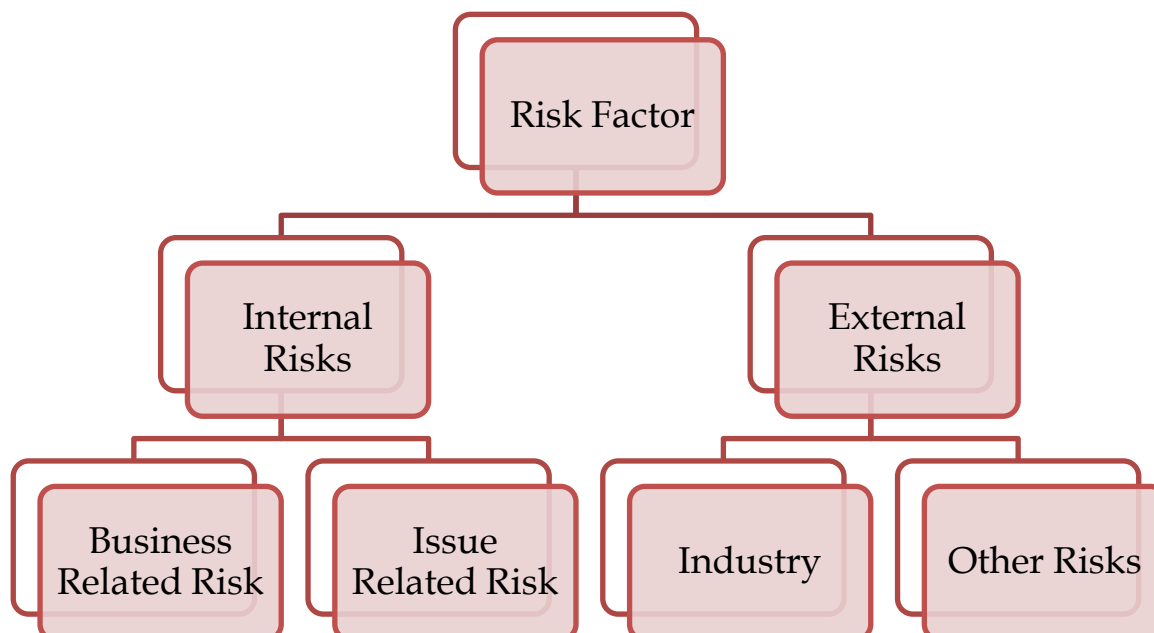 Risk Factor
Internal
Risks
External
Risks
Business
Related Risk
Issue
Related Risk
Industry
Other Risks